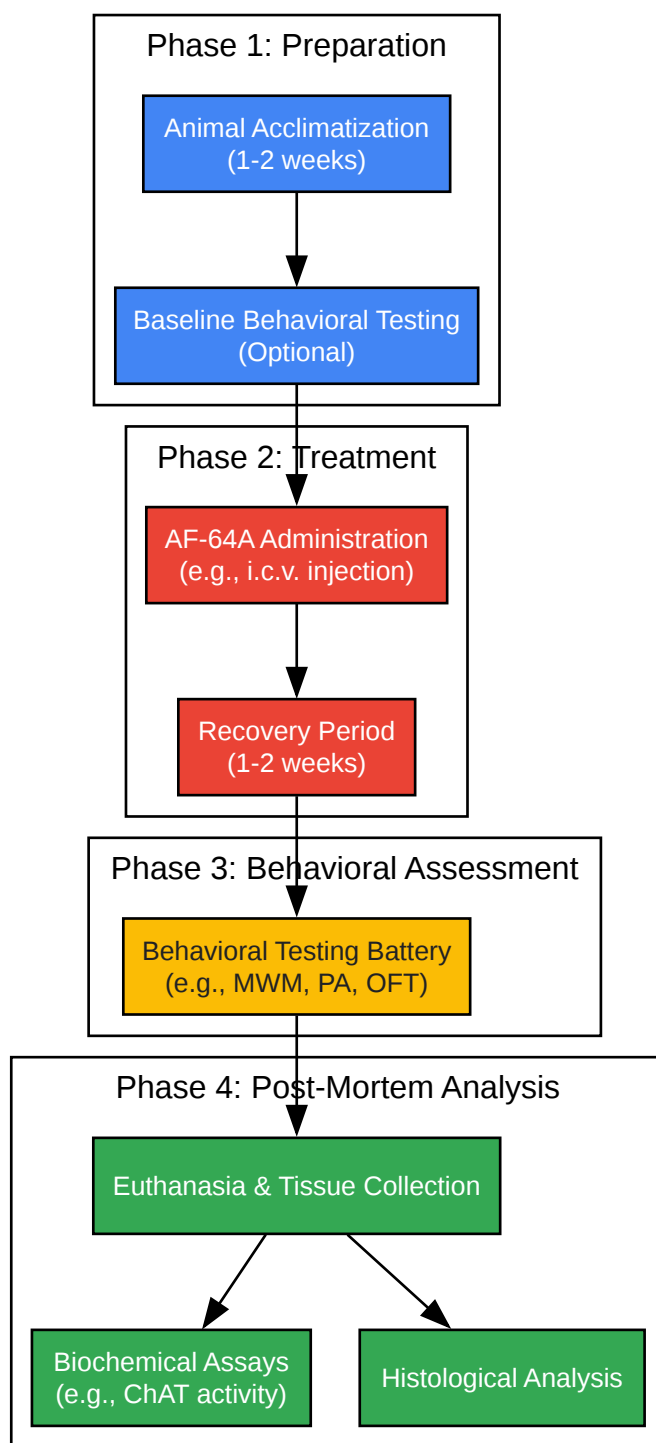 Phase 1: Preparation
Animal Acclimatization
(1-2 weeks)
Baseline Behavioral Testing
(Optional)
Phase 2: Treatment
AF-64A Administration
(e.g., i.c.v. injection)
Recovery Period
(1-2 weeks)
Phase 3: Behavioral Assessment
Behavioral Testing Battery
(e.g., MWM, PA, OFT)
Phase 4: Post-Mortem Analysis
Euthanasia & Tissue Collection
Biochemical Assays
(e.g., ChAT activity)
Histological Analysis